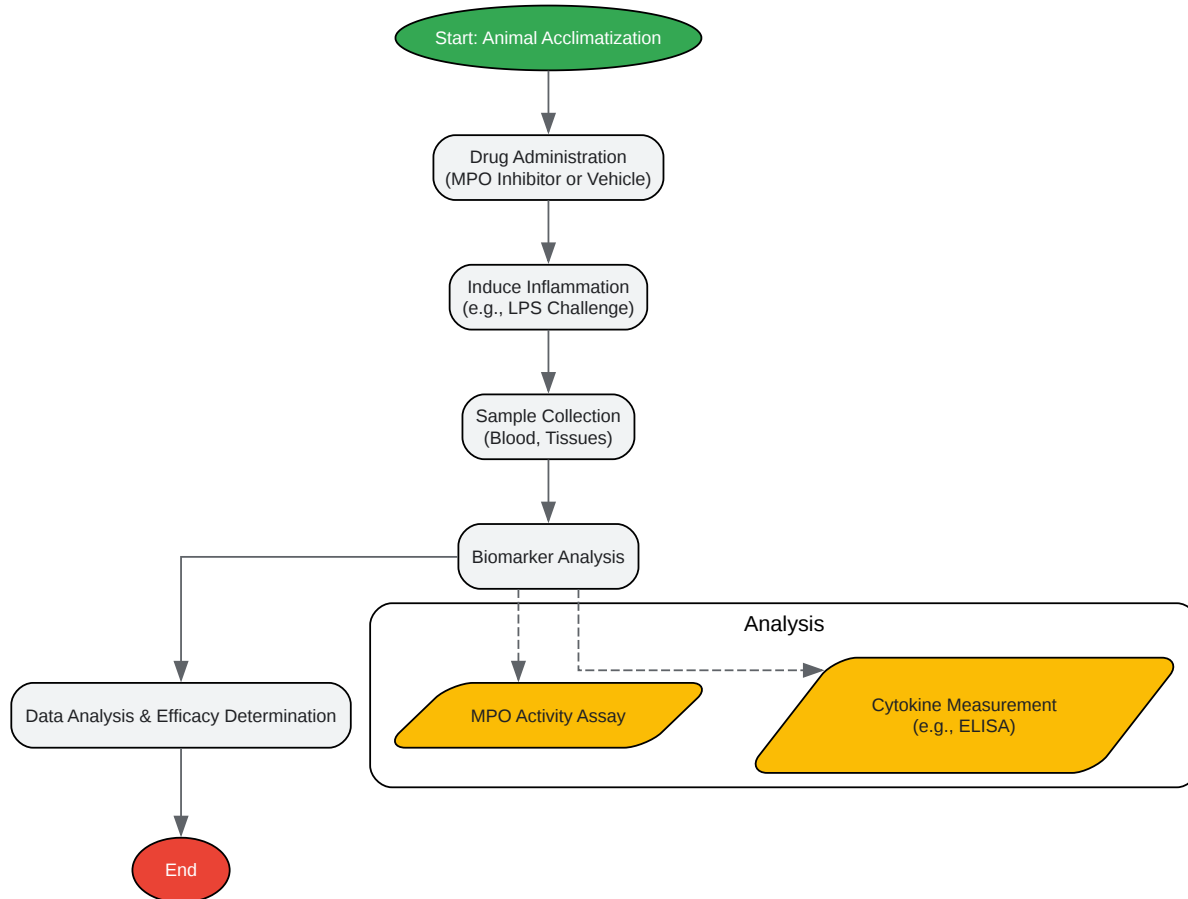 Start: Animal Acclimatization
Drug Administration
(MPO Inhibitor or Vehicle)
Induce Inflammation
(e.g., LPS Challenge)
Sample Collection
(Blood, Tissues)
Biomarker Analysis
Analysis
Data Analysis & Efficacy Determination
MPO Activity Assay
Cytokine Measurement
(e.g., ELISA)
End